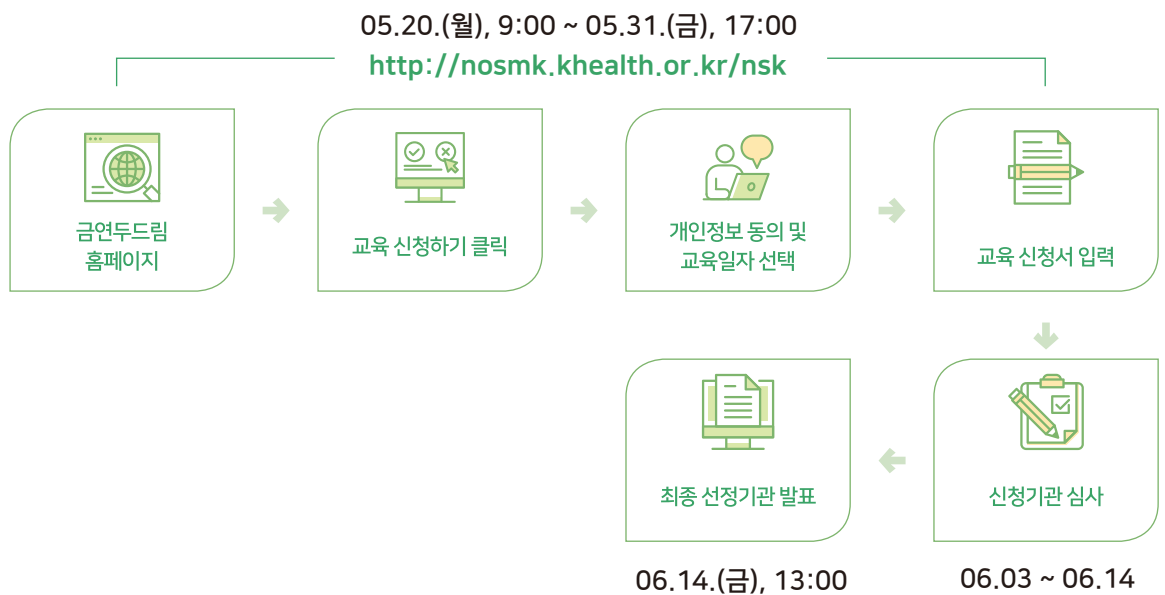 05.20.(월), 9:00 ~ 05.31.(금), 17:00
http://nosmk.khealth.or.kr/nsk
금연두드림
홈페이지
교육 신청하기 클릭
개인정보 동의 및
교육일자 선택
교육 신청서 입력
신청기관 심사
06.03 ~ 06.14
최종 선정기관 발표
06.14.(금), 13:00